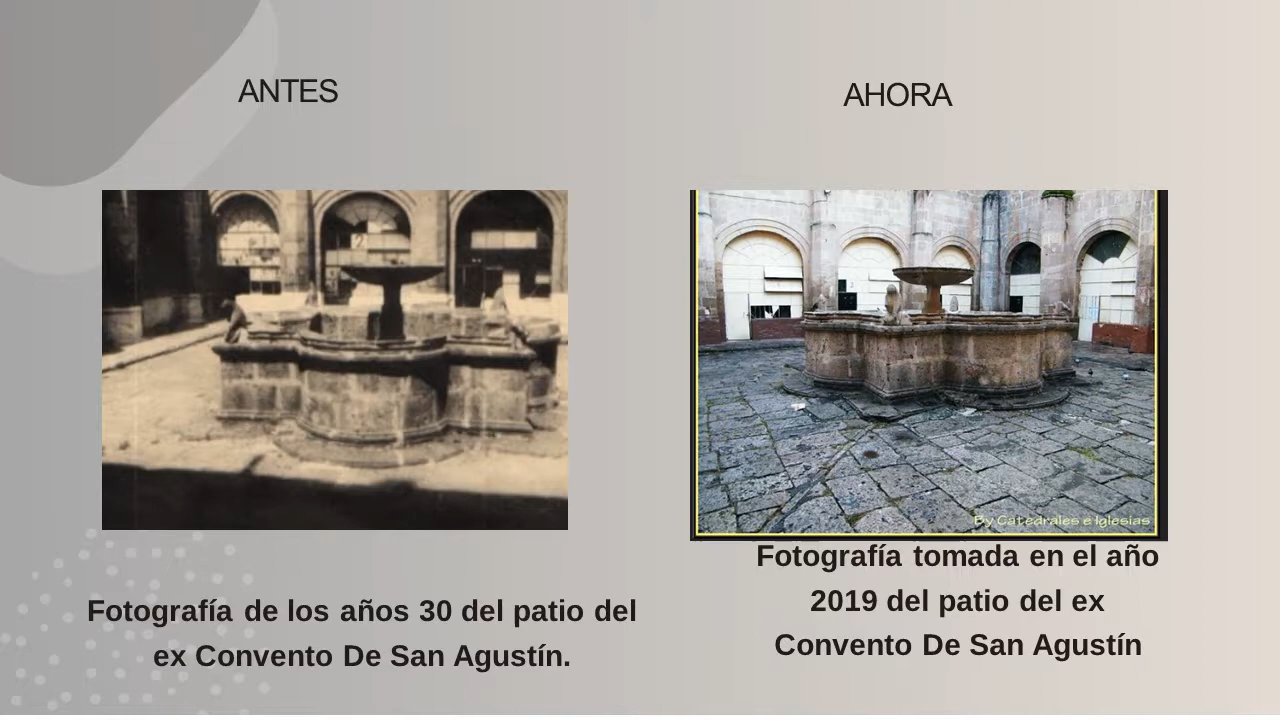 ANTES
AHORA
2
By Catedrales e Iglesias
Fotografía de los años 30 del patio del
ex Convento De San Agustín.
Fotografía tomada en el año
2019 del patio del ex
Convento De San Agustín